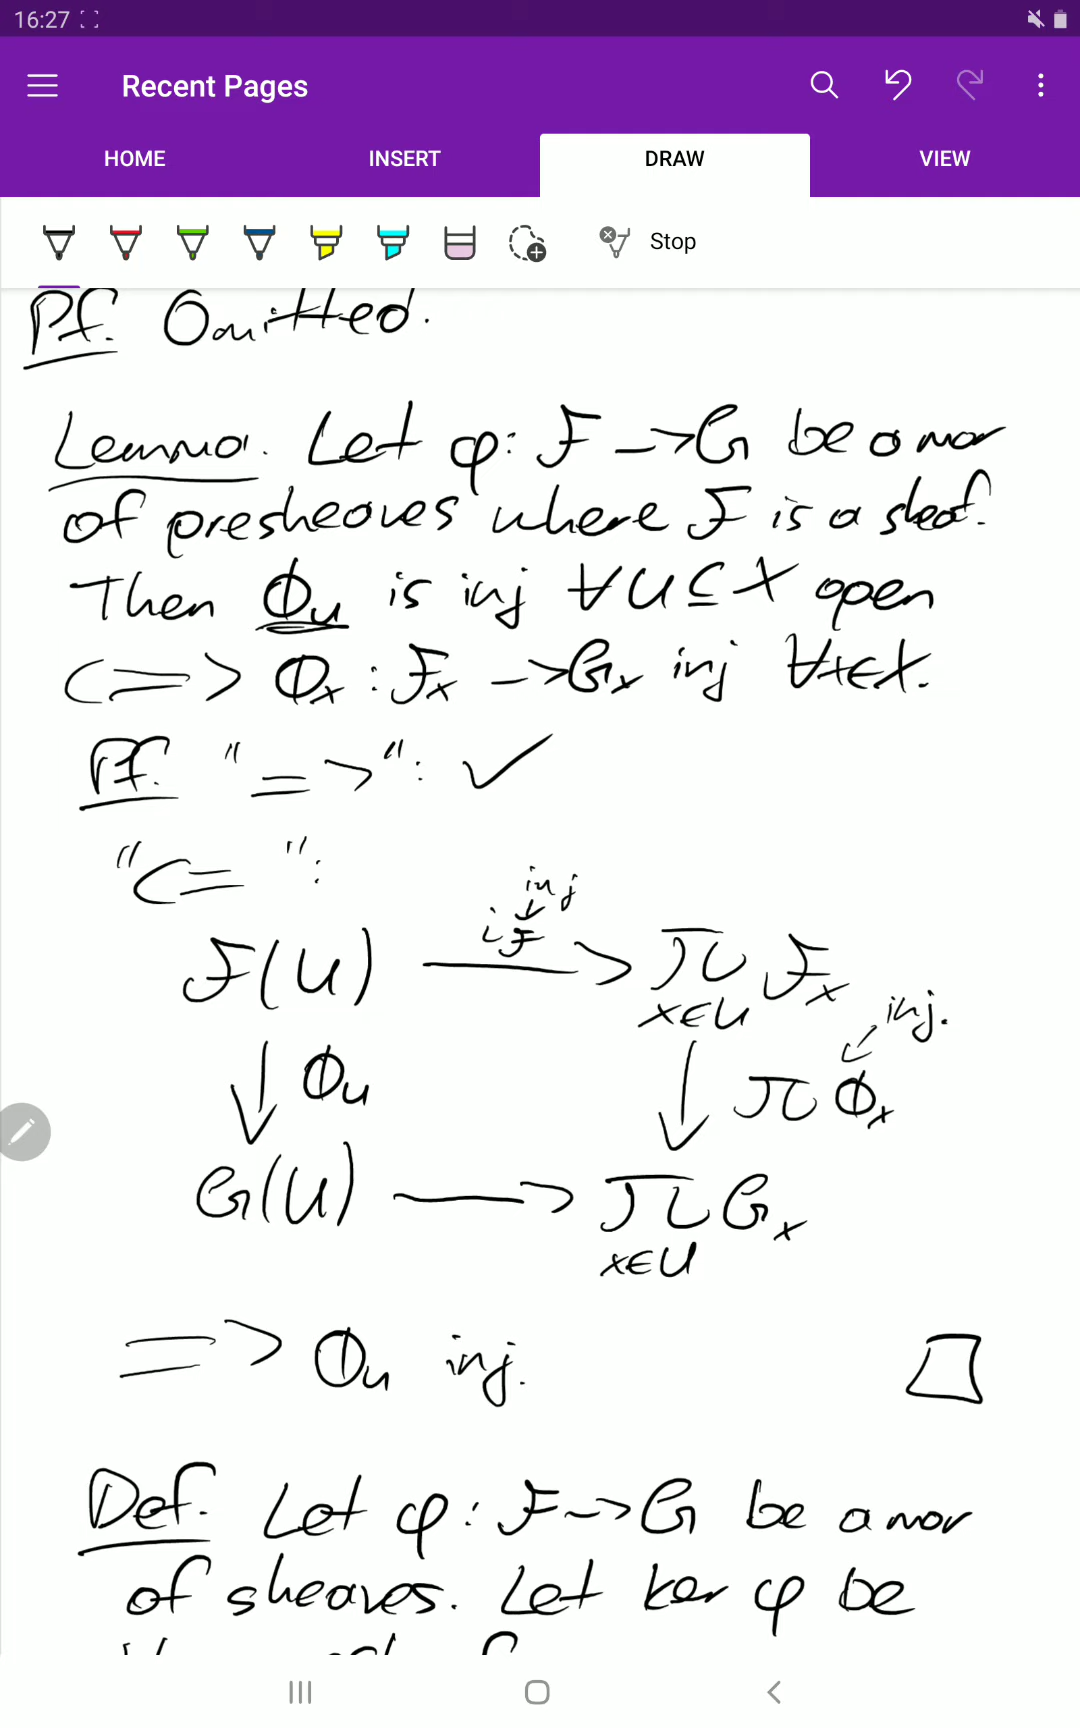 16:27
Recent Pages
HOME INSERT DRAW VIEW
Stop
Pf. Omitted.
Lemma. Let φ: F → G be a mor
of presheaves where F is a sheaf.
Then ϕ_U is inj ∀ U ⊆ X open
<=> ϕ_x : F_x → G_x inj ∀x∈X.
Pf. "=>": ✓
"<=":
inj
F(U) —i_F→ π_{x∈U} F_x
inj.
↓ ϕ_U ↓ π ϕ_x
G(U) → π_{x∈U} G_x
=> ϕ_U inj. □
Def. Let φ: F → G be a mor
of sheaves. Let ker φ be